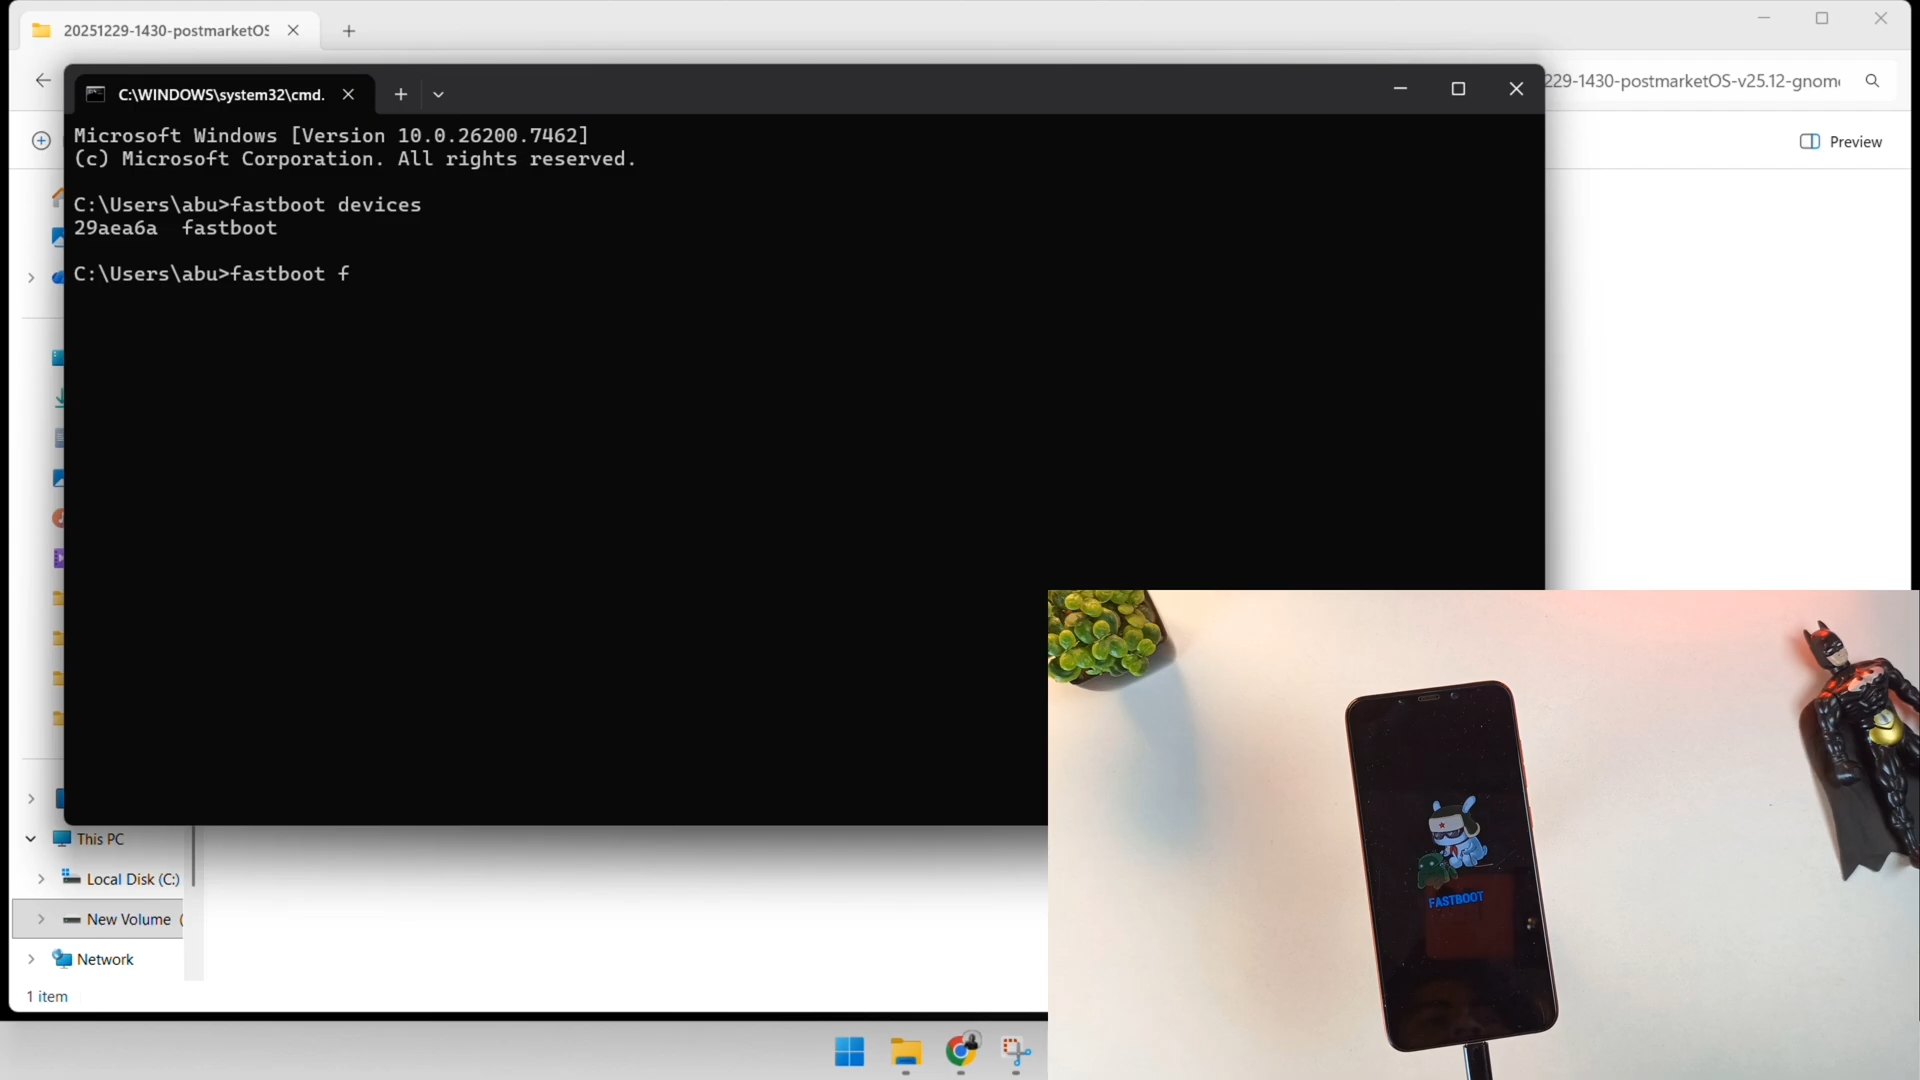 20251229-1430-postmarketOS
229-1430-postmarketOS-v25.12-gnome
Preview
C:\WINDOWS\system32\cmd.
Microsoft Windows [Version 10.0.26200.7462]
(c) Microsoft Corporation. All rights reserved.
C:\Users\abu>fastboot devices
29aea6a fastboot
C:\Users\abu>fastboot f
This PC
Local Disk (C:)
New Volume (
Network
1 item
FASTBOOT